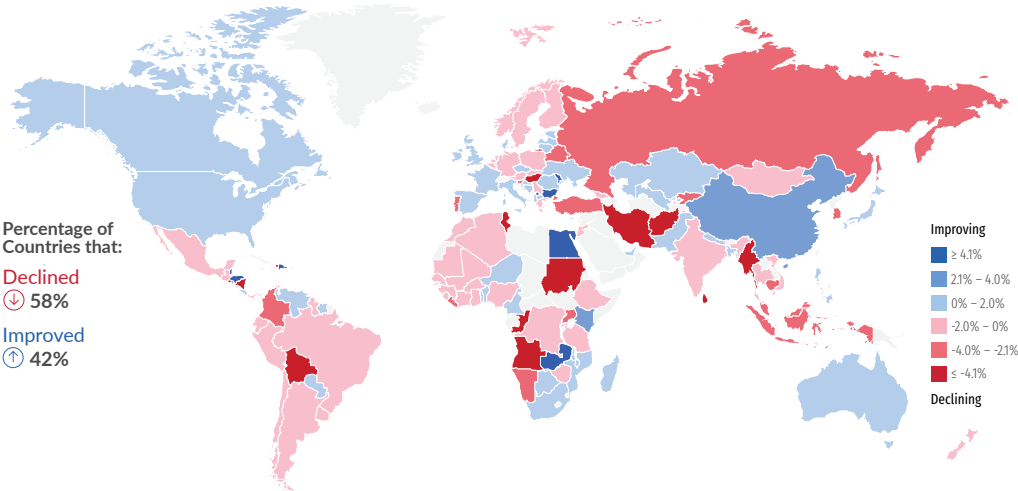 Percentage of
Countries that:
Declined
58%
Improved
42%
Improving
≥ 4.1%
2.1% – 4.0%
0% – 2.0%
-2.0% – 0%
-4.0% – -2.1%
≤ -4.1%
Declining